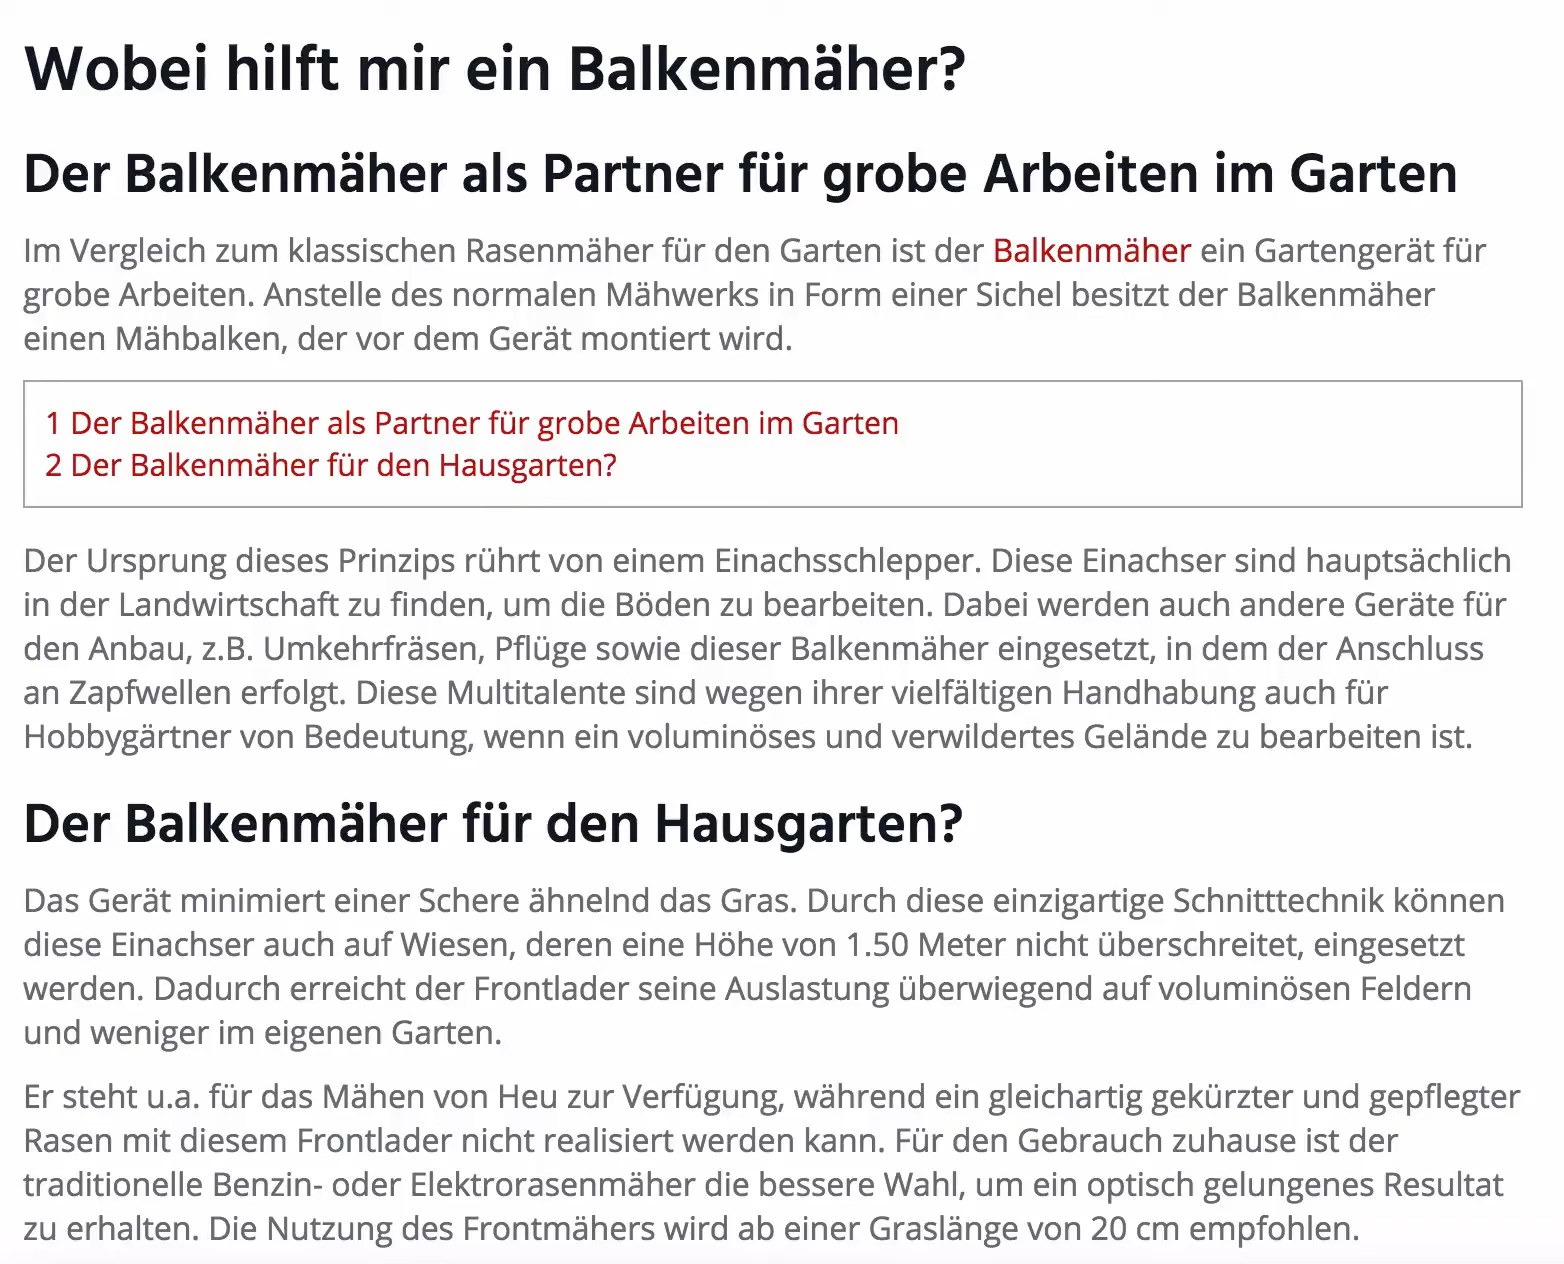 Wobei hilft mir ein Balkenmäher?
Der Balkenmäher als Partner für grobe Arbeiten im Garten
Im Vergleich zum klassischen Rasenmäher für den Garten ist der Balkenmäher ein Gartengerät für
grobe Arbeiten. Anstelle des normalen Mähwerks in Form einer Sichel besitzt der Balkenmäher
einen Mähbalken, der vor dem Gerät montiert wird.
1 Der Balkenmäher als Partner für grobe Arbeiten im Garten
2 Der Balkenmäher für den Hausgarten?
Der Ursprung dieses Prinzips rührt von einem Einachsschlepper. Diese Einachser sind hauptsächlich
in der Landwirtschaft zu finden, um die Böden zu bearbeiten. Dabei werden auch andere Geräte für
den Anbau, z.B. Umkehrfräsen, Pflüge sowie dieser Balkenmäher eingesetzt, in dem der Anschluss
an Zapfwellen erfolgt. Diese Multitalente sind wegen ihrer vielfältigen Handhabung auch für
Hobbygärtner von Bedeutung, wenn ein voluminöses und verwildertes Gelände zu bearbeiten ist.
Der Balkenmäher für den Hausgarten?
Das Gerät minimiert einer Schere ähnelnd das Gras. Durch diese einzigartige Schnitttechnik können
diese Einachser auch auf Wiesen, deren eine Höhe von 1.50 Meter nicht überschreitet, eingesetzt
werden. Dadurch erreicht der Frontlader seine Auslastung überwiegend auf voluminösen Feldern
und weniger im eigenen Garten.
Er steht u.a. für das Mähen von Heu zur Verfügung, während ein gleichartig gekürzter und gepflegter
Rasen mit diesem Frontlader nicht realisiert werden kann. Für den Gebrauch zuhause ist der
traditionelle Benzin- oder Elektrorasenmäher die bessere Wahl, um ein optisch gelungenes Resultat
zu erhalten. Die Nutzung des Frontmähers wird ab einer Graslänge von 20 cm empfohlen.